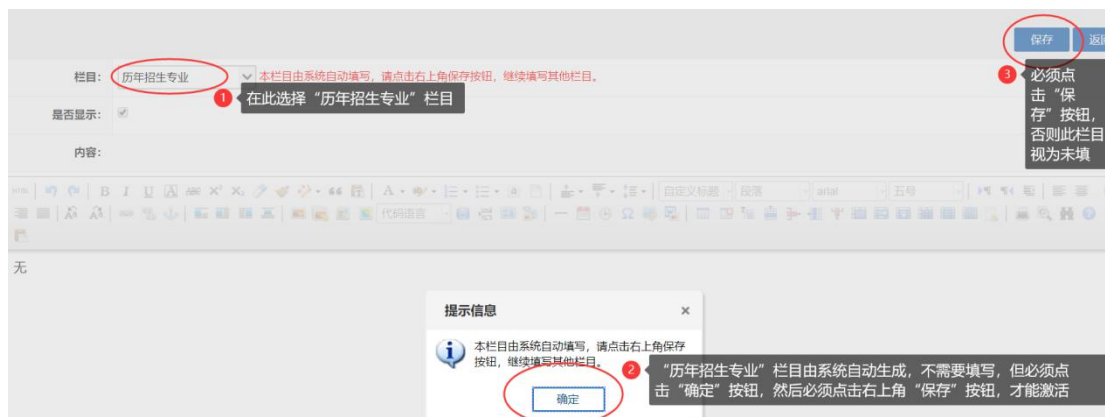 保存 返回
栏目： 历年招生专业 本栏目由系统自动填写，请点击右上角保存按钮，继续填写其他栏目。
1 在此选择“历年招生专业”栏目
3 必须点
击“保
存”按钮，
否则此栏目
视为未填
是否显示：
内容：
HTML B I U A ABC X² X₂ A 自定义标题 段落 arial 五号
代码语言
无
提示信息 ×
本栏目由系统自动填写，请点击右上角保存
按钮，继续填写其他栏目。
确定
2 “历年招生专业”栏目由系统自动生成，不需要填写，但必须点
击“确定”按钮，然后必须点击右上角“保存”按钮，才能激活